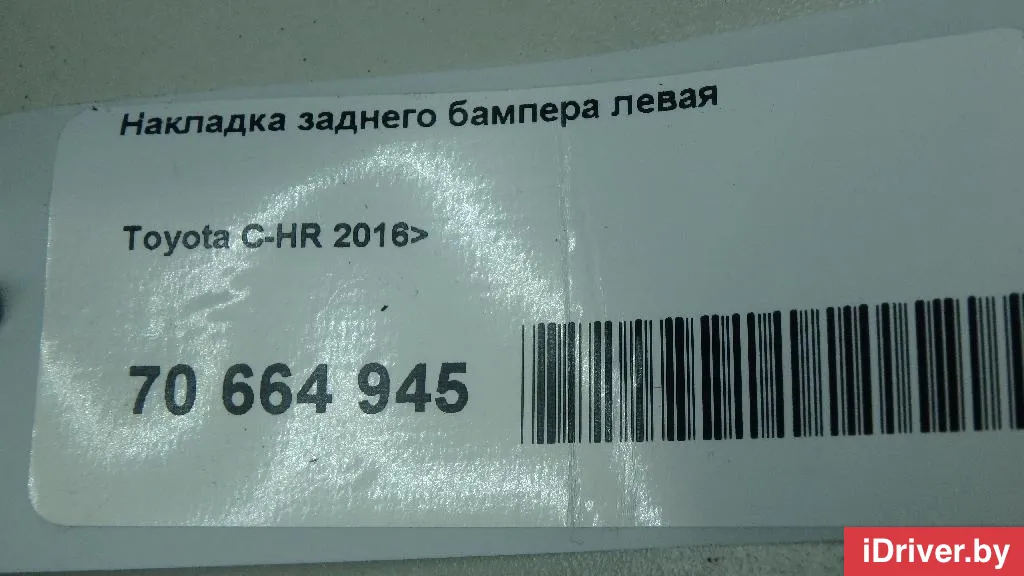 Накладка заднего бампера левая
Toyota C-HR 2016>
70 664 945
iDriver.by